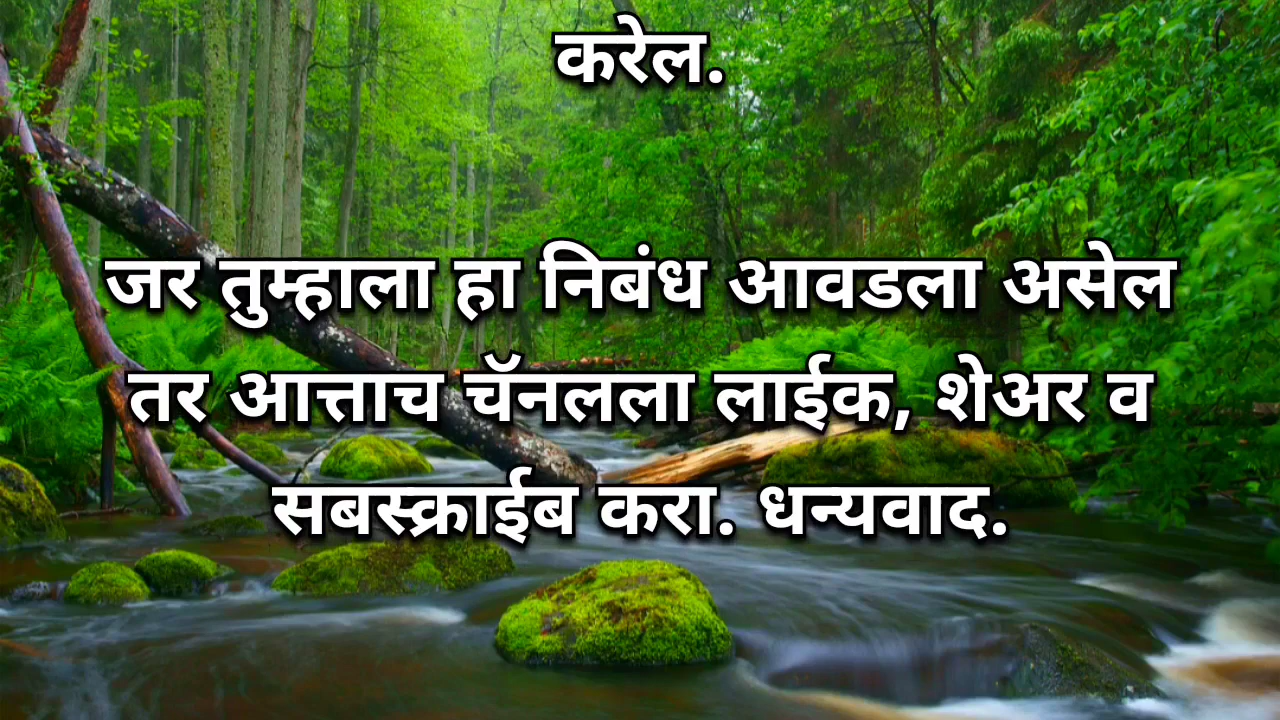 करेल.
जर तुम्हाला हा निबंध आवडला असेल
तर आत्ताच चॅनलला लाईक, शेअर व
सबस्क्राईब करा. धन्यवाद.